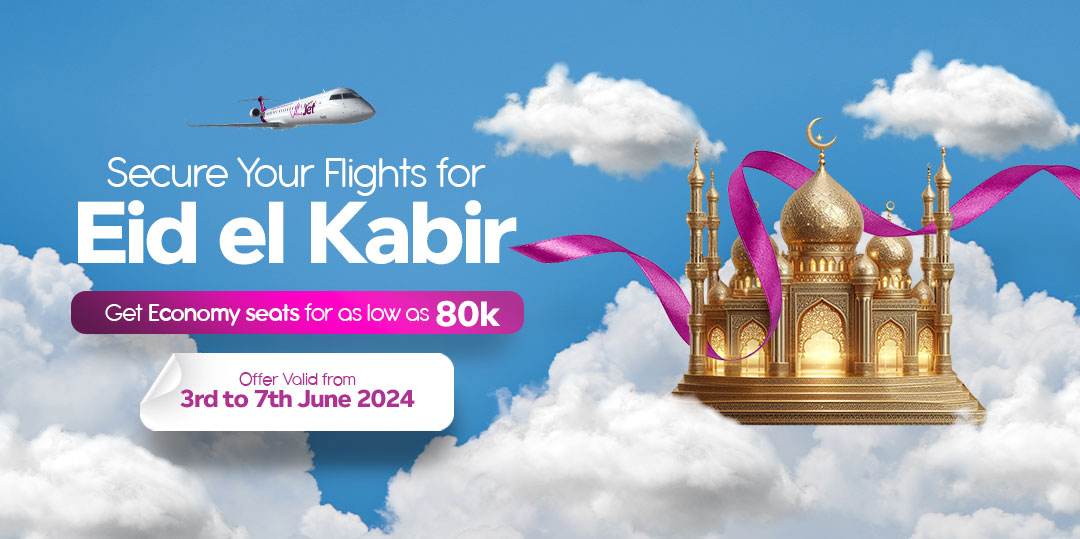 Jet
Secure Your Flights for
Eid el Kabir
Get Economy seats for as low as 80k
Offer Valid from
3rd to 7th June 2024